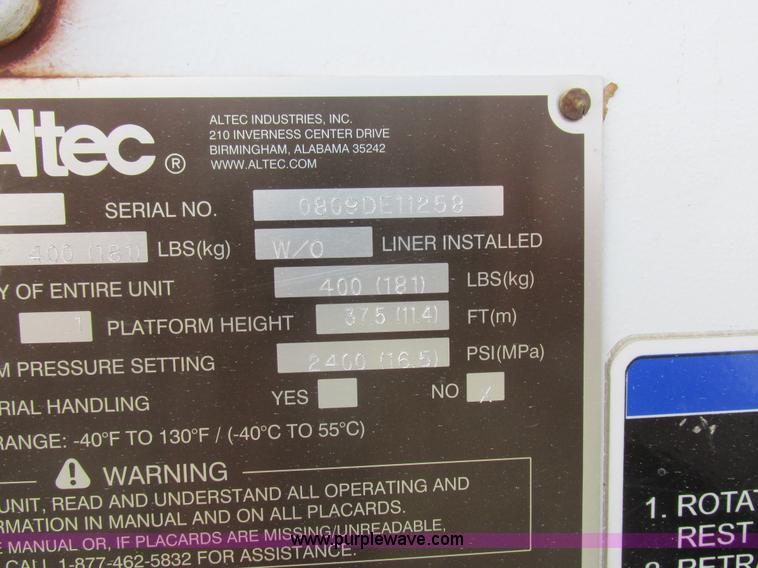 Altec ®
ALTEC INDUSTRIES, INC.
210 INVERNESS CENTER DRIVE
BIRMINGHAM, ALABAMA 35242
WWW.ALTEC.COM
SERIAL NO. 0809DE11258
400 (181) LBS(kg) W/O LINER INSTALLED
Y OF ENTIRE UNIT 400 (181) LBS(kg)
1 PLATFORM HEIGHT 37.5 (11.4) FT(m)
M PRESSURE SETTING 2400 (16.5) PSI(MPa)
RIAL HANDLING YES NO X
RANGE: -40°F TO 130°F / (-40°C TO 55°C)
WARNING
UNIT, READ AND UNDERSTAND ALL OPERATING AND
RMATION IN MANUAL AND ON ALL PLACARDS.
E MANUAL OR, IF PLACARDS ARE MISSING/UNREADABLE,
CALL 1-877-462-5832 FOR ASSISTANCE.
1. ROTAT
REST
2. RETRA
www.purplewave.com